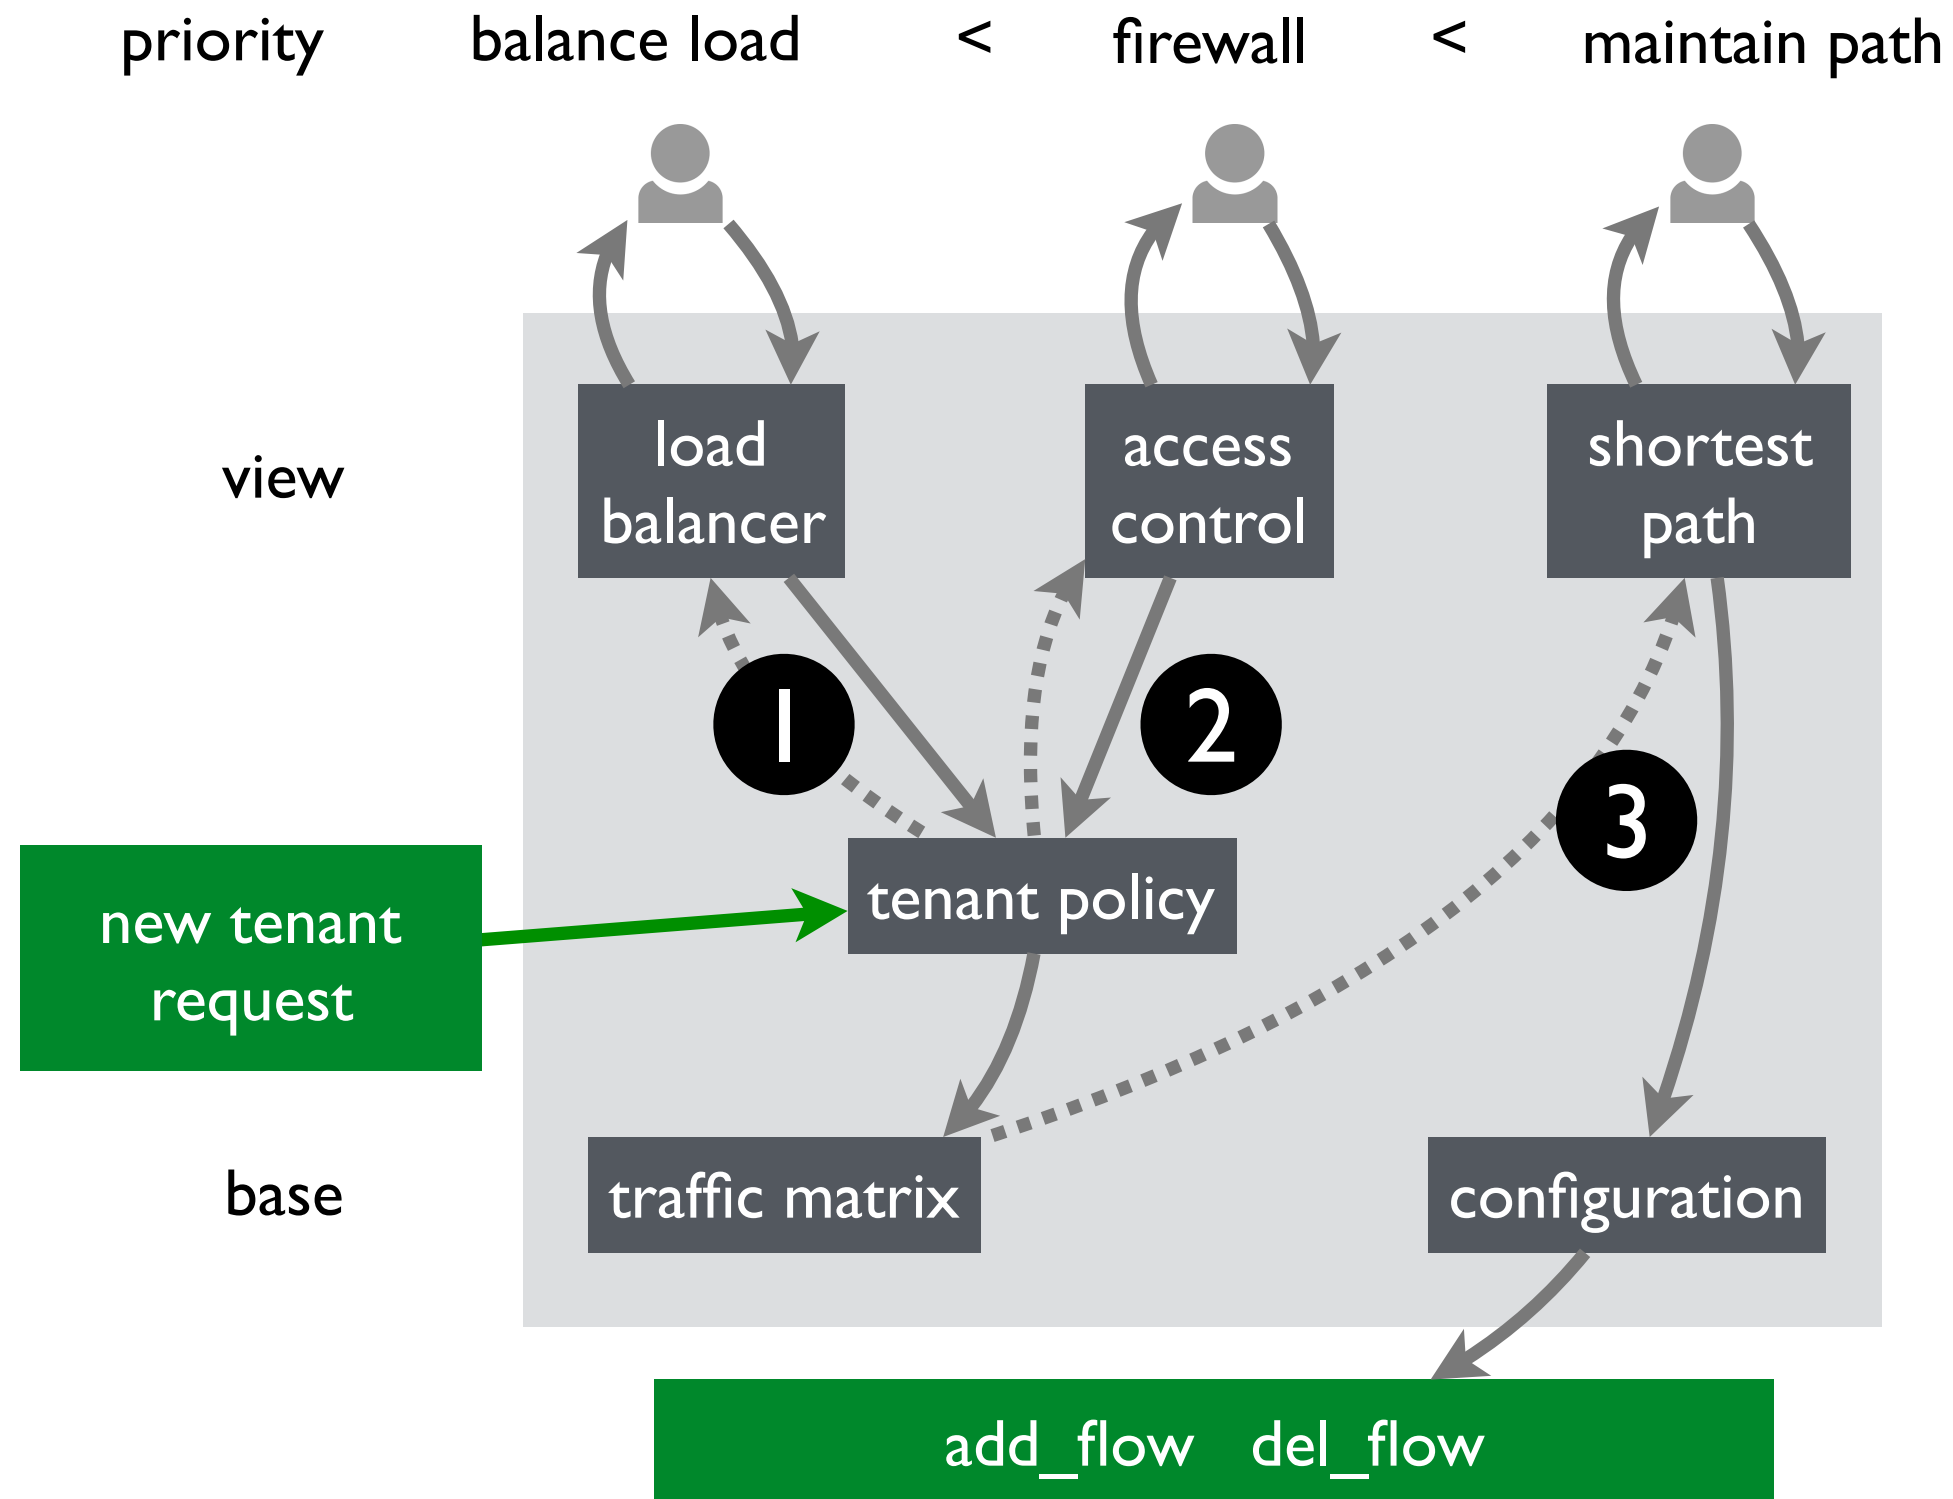 priority balance load < firewall < maintain path
view
load
balancer
access
control
shortest
path
1
2
3
tenant policy
new tenant
request
base
traffic matrix
configuration
add_flow del_flow